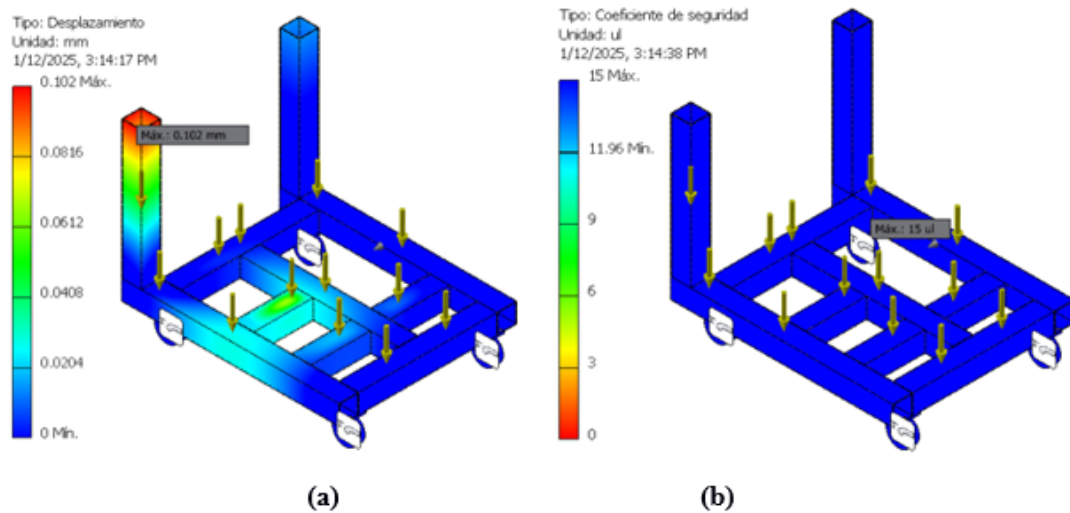 Tipo: Desplazamiento
Unidad: mm
1/12/2025, 3:14:17 PM
0.102 Máx.
Máx.: 0.102 mm
0.0816
0.0612
0.0408
0.0204
0 Mín.
(a)
Tipo: Coeficiente de seguridad
Unidad: ul
1/12/2025, 3:14:38 PM
15 Máx.
11.96 Mín.
Máx.: 15 ul
9
6
3
0
(b)